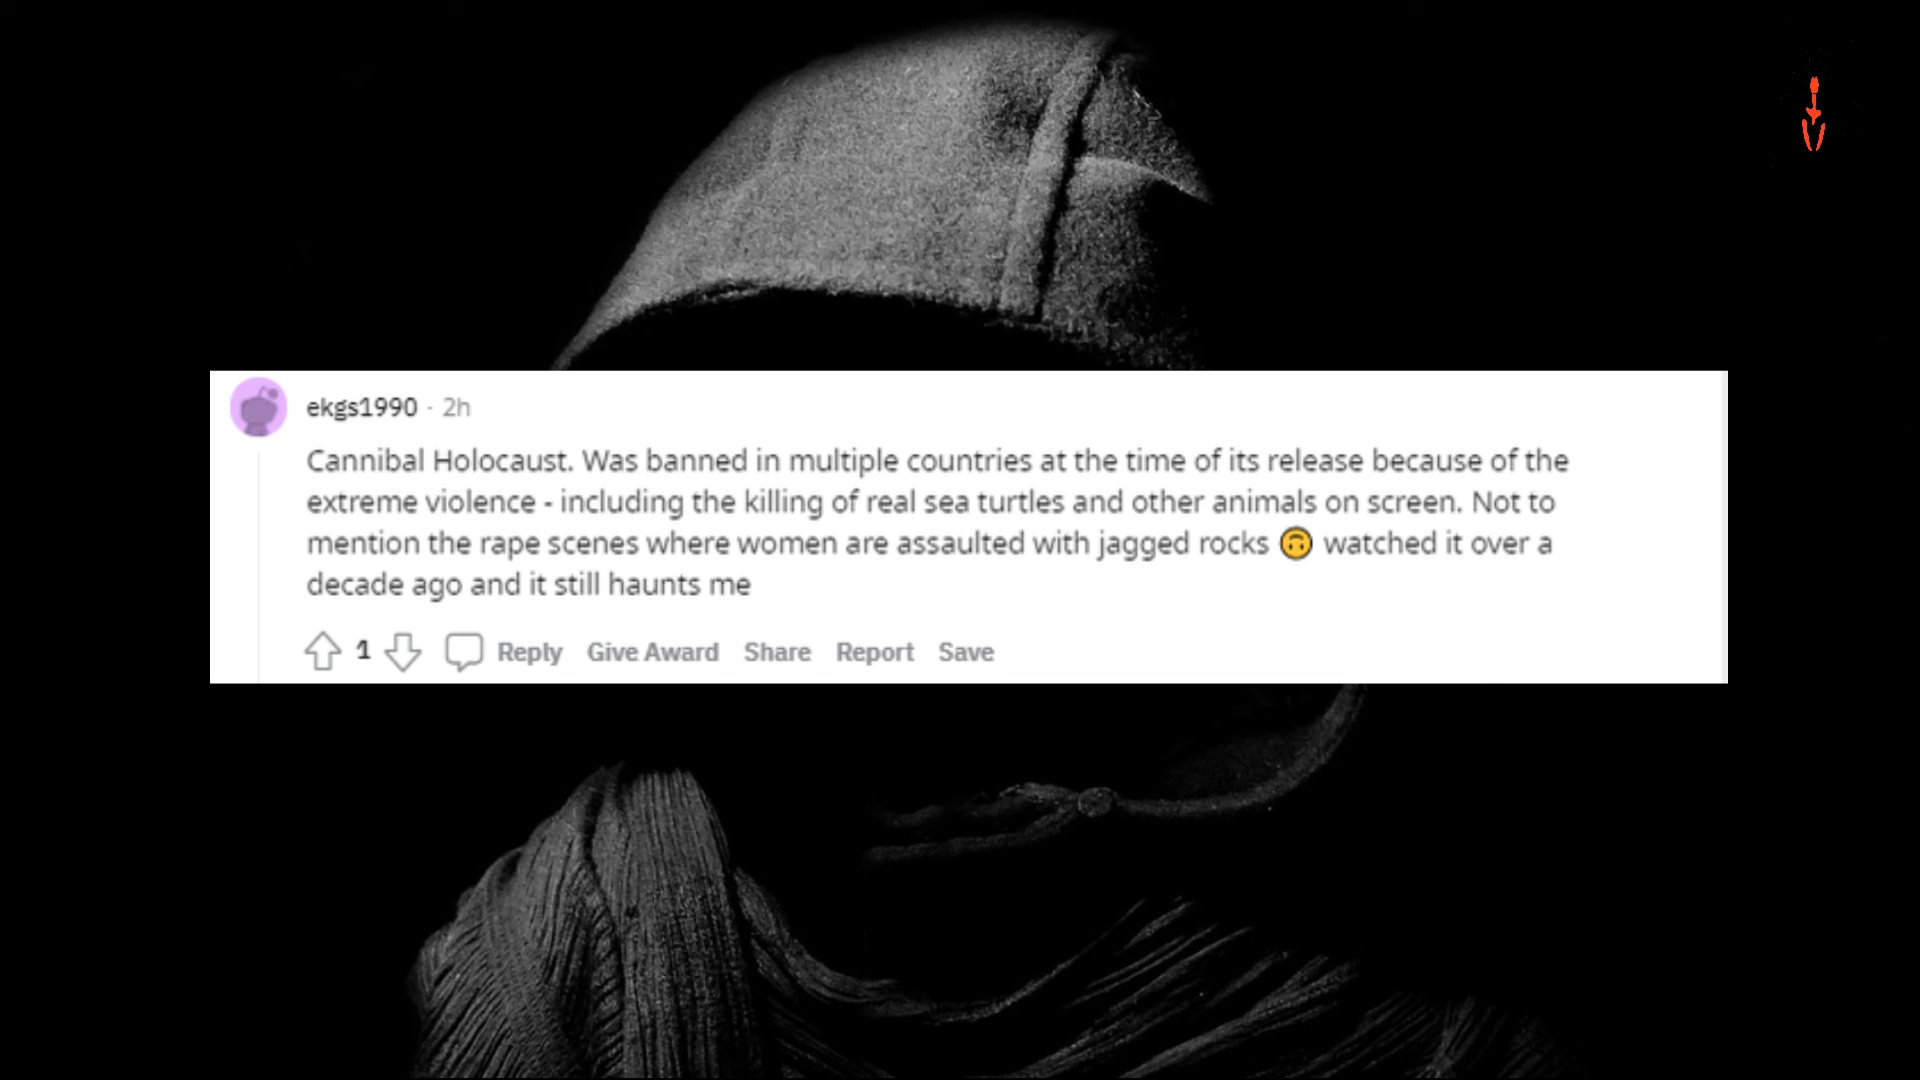 ekgs1990 · 2h
Cannibal Holocaust. Was banned in multiple countries at the time of its release because of the
extreme violence - including the killing of real sea turtles and other animals on screen. Not to
mention the rape scenes where women are assaulted with jagged rocks 🙃 watched it over a
decade ago and it still haunts me
1 Reply Give Award Share Report Save